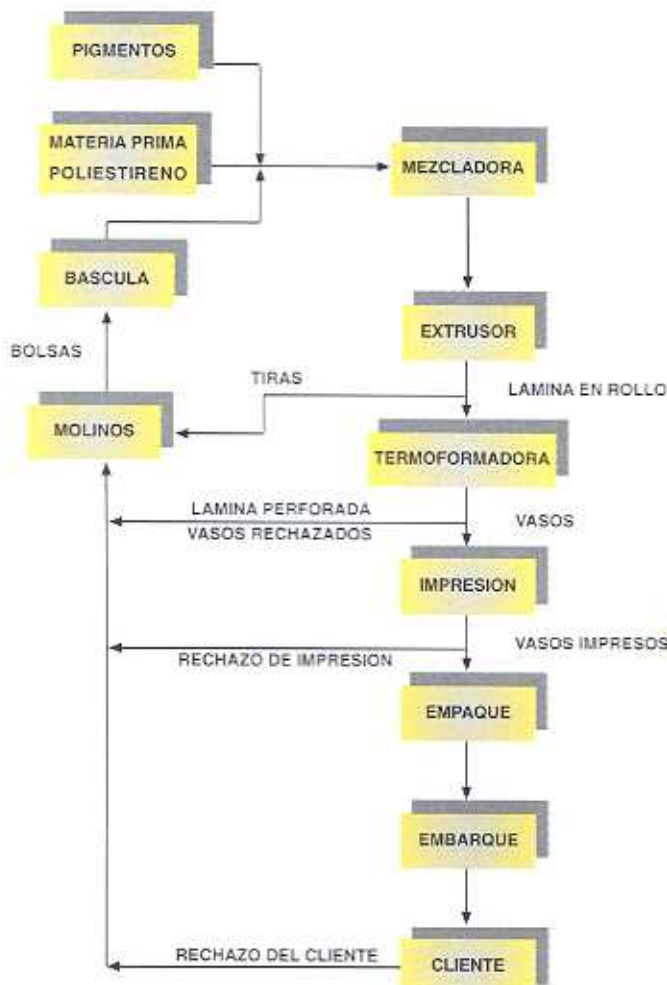 PIGMENTOS
MATERIA PRIMA
POLIESTIRENO
MEZCLADORA
BASCULA
EXTRUSOR
BOLSAS
TIRAS
LAMINA EN ROLLO
MOLINOS
TERMOFORMADORA
LAMINA PERFORADA
VASOS RECHAZADOS
VASOS
IMPRESION
VASOS IMPRESOS
RECHAZO DE IMPRESION
EMPAQUE
EMBARQUE
RECHAZO DEL CLIENTE
CLIENTE